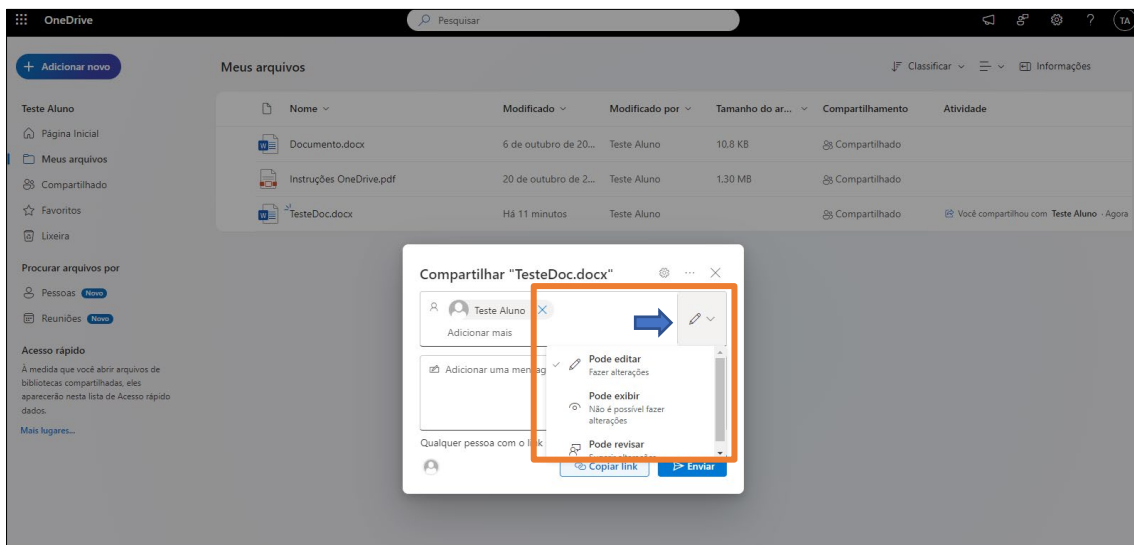 OneDrive
Pesquisar
TA
Adicionar novo
Meus arquivos
Classificar
Informações
Teste Aluno
Página Inicial
Meus arquivos
Compartilhado
Favoritos
Lixeira
Procurar arquivos por
Pessoas Novo
Reuniões Novo
Acesso rápido
À medida que você abrir arquivos de
bibliotecas compartilhadas, eles
aparecerão nesta lista de Acesso rápido
dados.
Mais lugares...
Nome Modificado Modificado por Tamanho do ar... Compartilhamento Atividade
Documento.docx 6 de outubro de 20... Teste Aluno 10,8 KB Compartilhado
Instruções OneDrive.pdf 20 de outubro de 2... Teste Aluno 1,30 MB Compartilhado
TesteDoc.docx Há 11 minutos Teste Aluno Compartilhado Você compartilhou com Teste Aluno · Agora
Compartilhar "TesteDoc.docx"
Teste Aluno
Adicionar mais
Adicionar uma mensag
Pode editar
Fazer alterações
Pode exibir
Não é possível fazer
alterações
Pode revisar
Qualquer pessoa com o link
Copiar link
Enviar